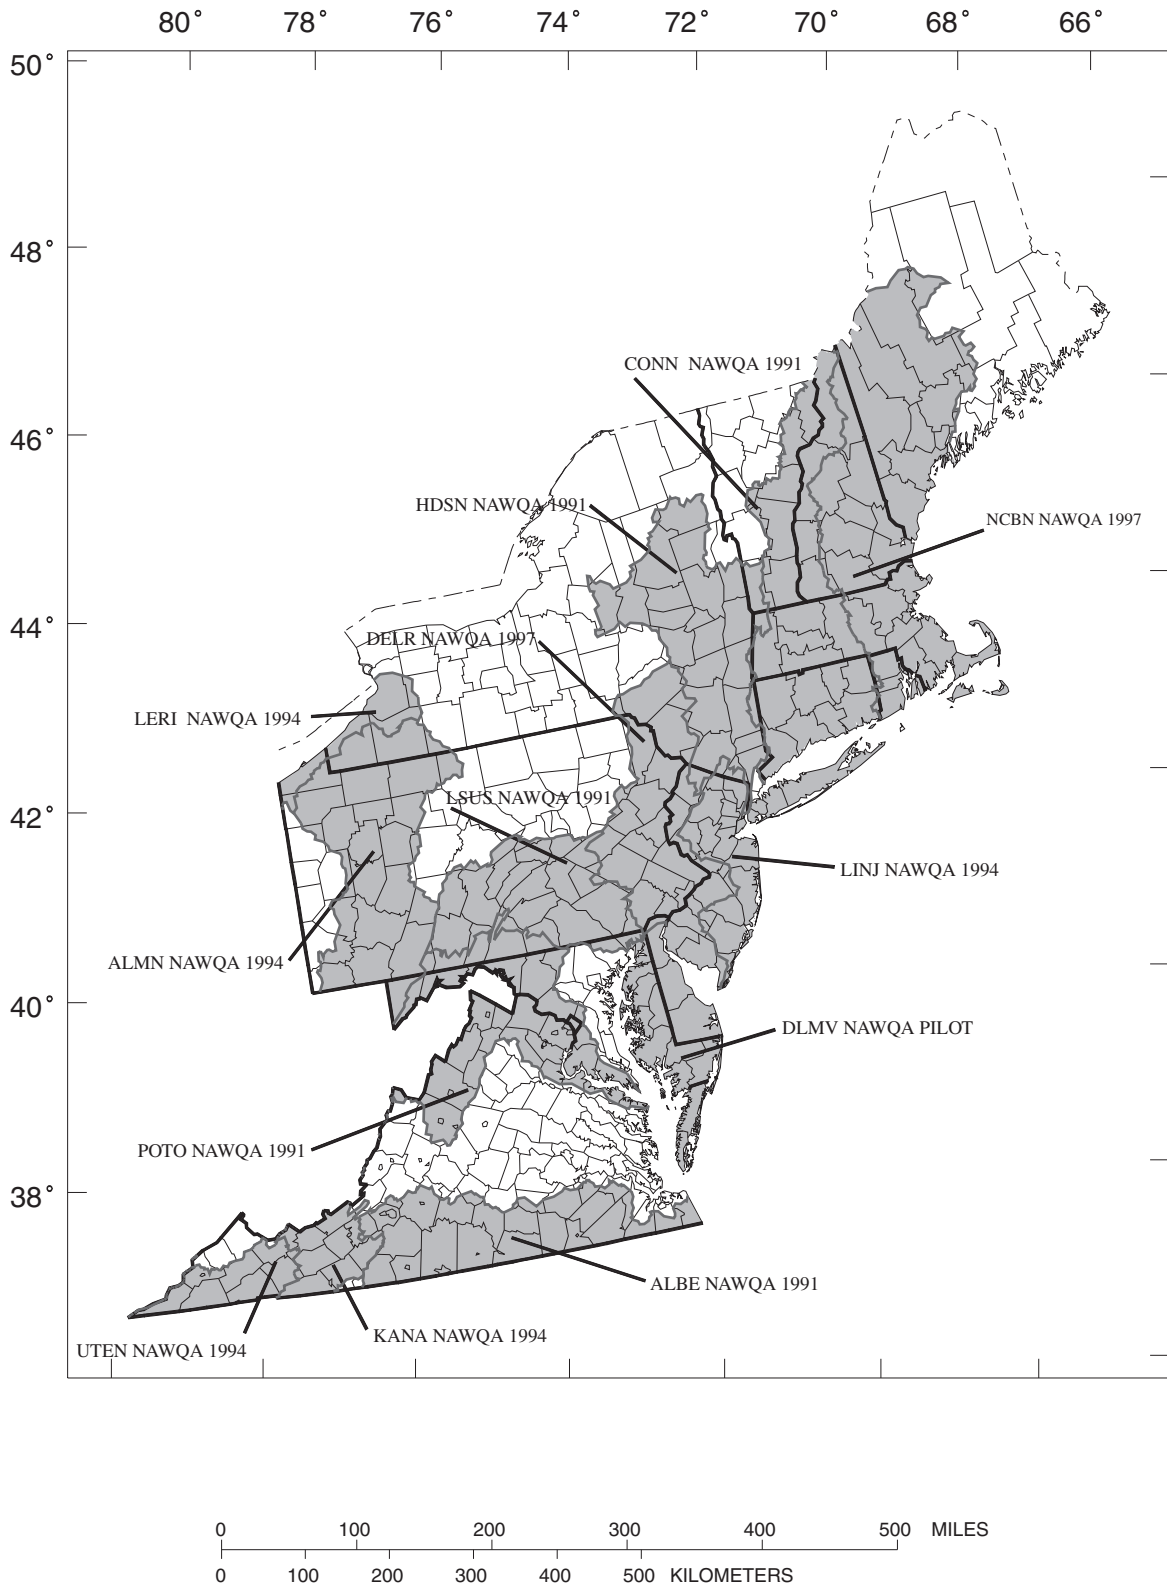 80° 78° 76° 74° 72° 70° 68° 66°
50°
48°
CONN NAWQA 1991
46°
HDSN NAWQA 1991
NCBN NAWQA 1997
44°
DELR NAWQA 1997
LERI NAWQA 1994
LSUS NAWQA 1991
42°
LINJ NAWQA 1994
ALMN NAWQA 1994
40°
DLMV NAWQA PILOT
POTO NAWQA 1991
38°
ALBE NAWQA 1991
KANA NAWQA 1994
UTEN NAWQA 1994
0 100 200 300 400 500 MILES
0 100 200 300 400 500 KILOMETERS